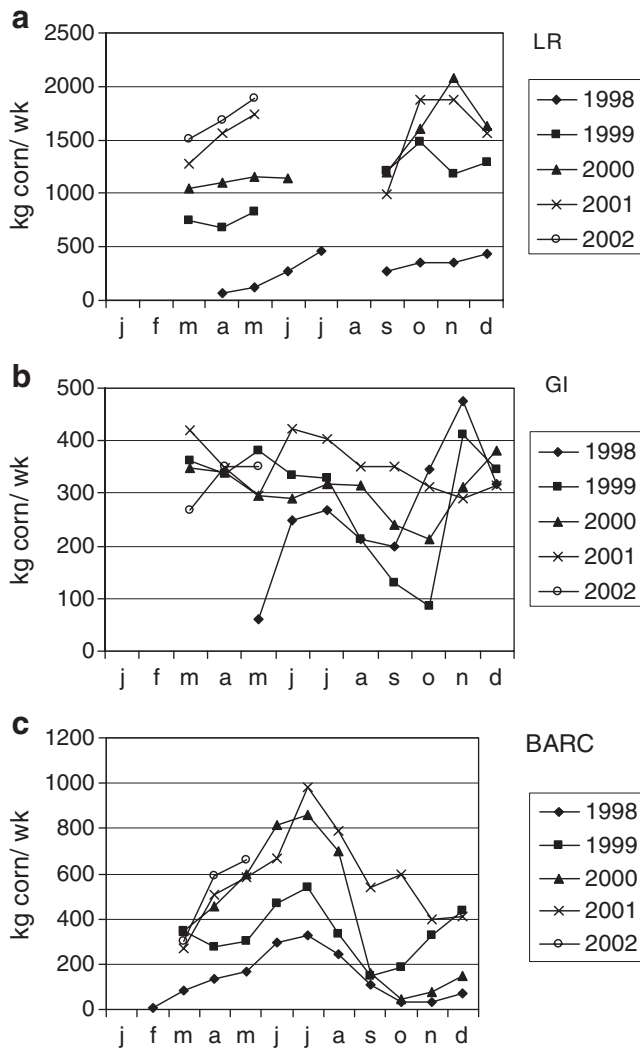 a
LR
kg corn/ wk
2500
2000
1500
1000
500
0
j f m a m j j a s o n d
1998
1999
2000
2001
2002
b
GI
kg corn/ wk
500
400
300
200
100
0
j f m a m j j a s o n d
1998
1999
2000
2001
2002
c
BARC
kg corn/ wk
1200
1000
800
600
400
200
0
j f m a m j j a s o n d
1998
1999
2000
2001
2002